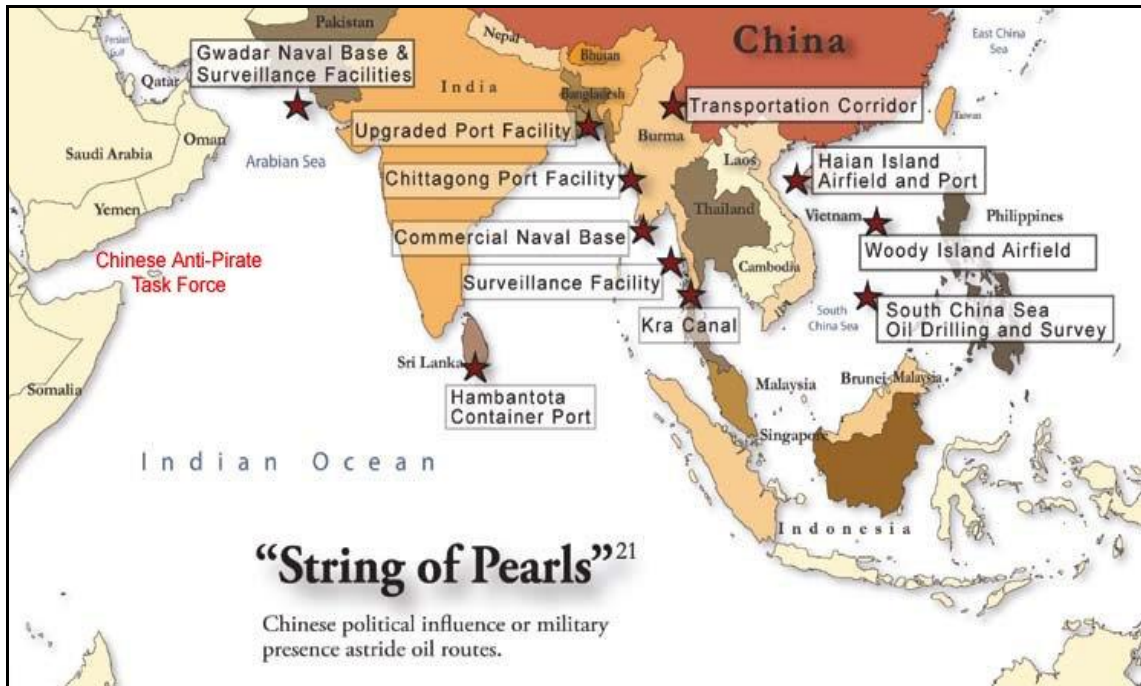 Pakistan
Nepal
Bhutan
China
East China
Sea
Persian
Gulf
Gwadar Naval Base &
Surveillance Facilities
Qatar
India
Bangladesh
Transportation Corridor
Taiwan
Upgraded Port Facility
Burma
Oman
Saudi Arabia
Arabian Sea
Laos
Haian Island
Airfield and Port
Chittagong Port Facility
Yemen
Thailand
Vietnam
Philippines
Commercial Naval Base
Woody Island Airfield
Chinese Anti-Pirate
Task Force
Cambodia
Surveillance Facility
South
China Sea
South China Sea
Oil Drilling and Survey
Kra Canal
Sri Lanka
Somalia
Malaysia
Brunei
Malaysia
Hambantota
Container Port
Singapore
Indian Ocean
Indonesia
“String of Pearls”21
Chinese political influence or military
presence astride oil routes.